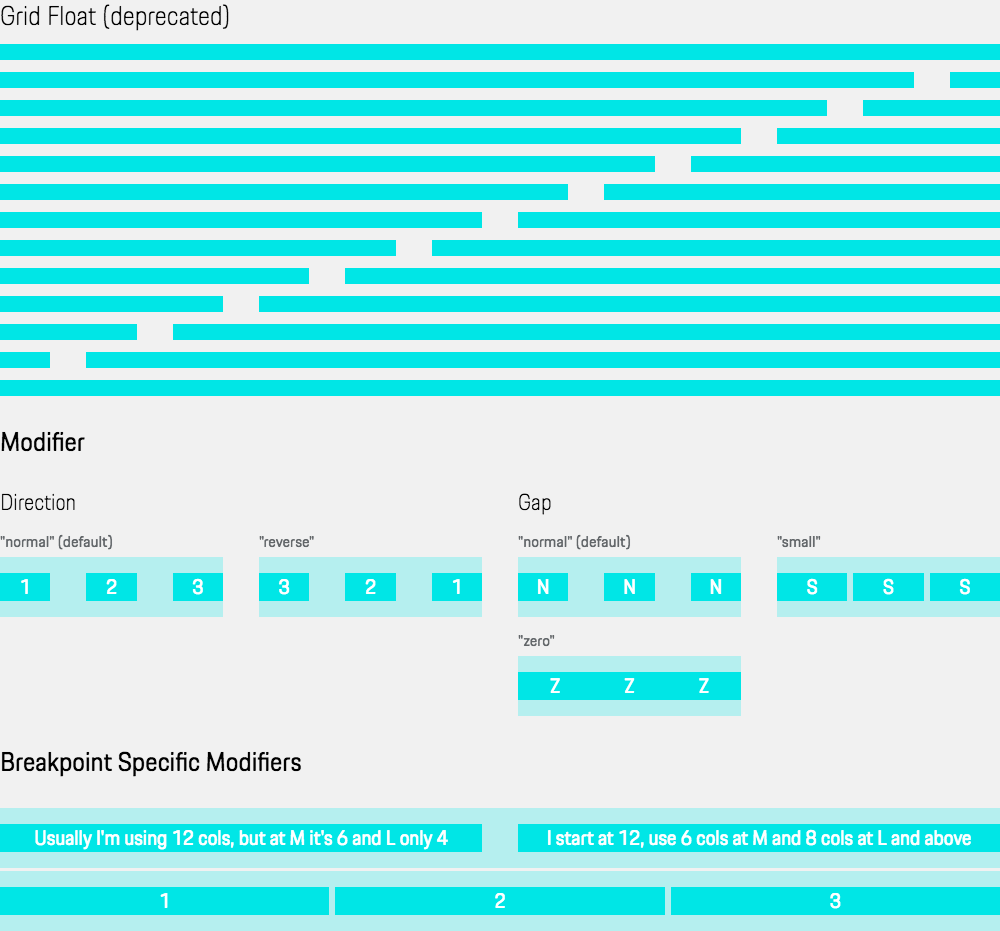 Grid Float (deprecated)
Modifier
Direction
Gap
"normal" (default)
"reverse"
"normal" (default)
"small"
1 2 3
3 2 1
N N N
S S S
"zero"
Z Z Z
Breakpoint Specific Modifiers
Usually I'm using 12 cols, but at M it's 6 and L only 4
I start at 12, use 6 cols at M and 8 cols at L and above
1 2 3